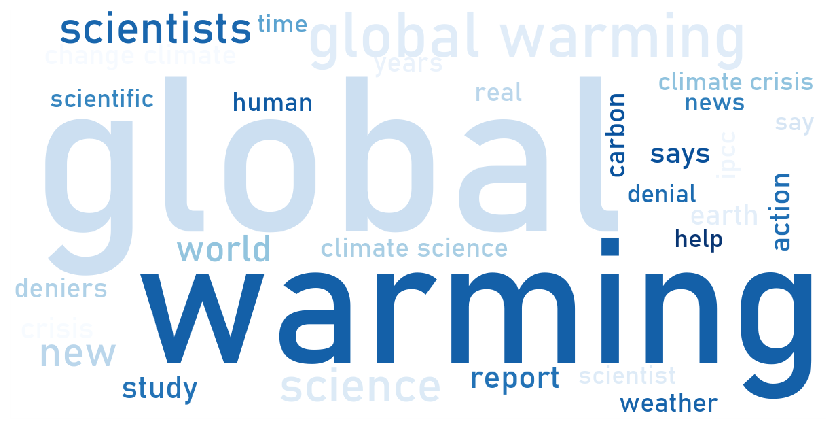 scientists
time
global warming
change climate
years
climate crisis
scientific
human
real
news
global
carbon
say
says
ipcc
denial
action
earth
world
climate science
help
warming
deniers
crisis
new
study
science
report
scientist
weather